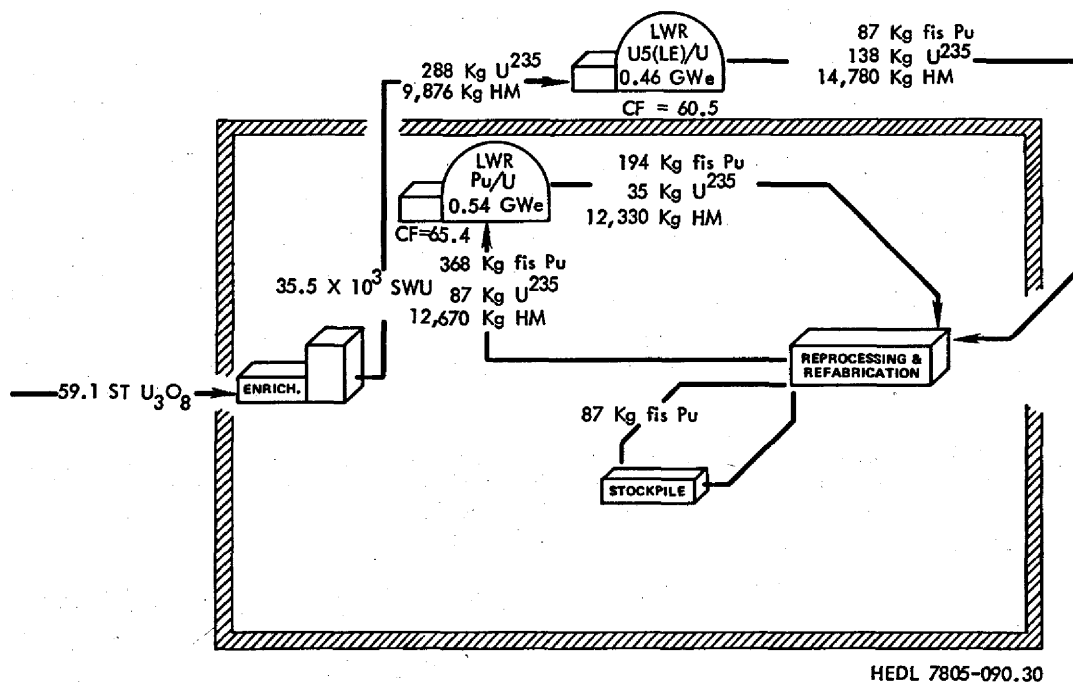 288 Kg U235
9,876 Kg HM
LWR
U5(LE)/U
0.46 GWe
CF = 60.5
87 Kg fis Pu
138 Kg U235
14,780 Kg HM
LWR
Pu/U
0.54 GWe
CF=65.4
194 Kg fis Pu
35 Kg U235
12,330 Kg HM
368 Kg fis Pu
87 Kg U235
12,670 Kg HM
35.5 X 10³ SWU
59.1 ST U₃O₈
ENRICH.
REPROCESSING &
REFABRICATION
87 Kg fis Pu
STOCKPILE
HEDL 7805-090.30